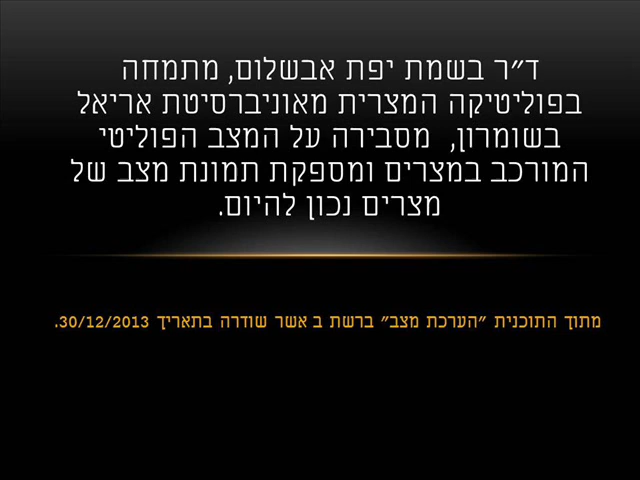 ד"ר בשמת יפת אבשלום, מתמחה
בפוליטיקה המצרית מאוניברסיטת אריאל
בשומרון, מסבירה על המצב הפוליטי
המורכב במצרים ומספקת תמונת מצב של
מצרים נכון להיום.
מתוך התוכנית "הערכת מצב" ברשת ב אשר שודרה בתאריך 30/12/2013.